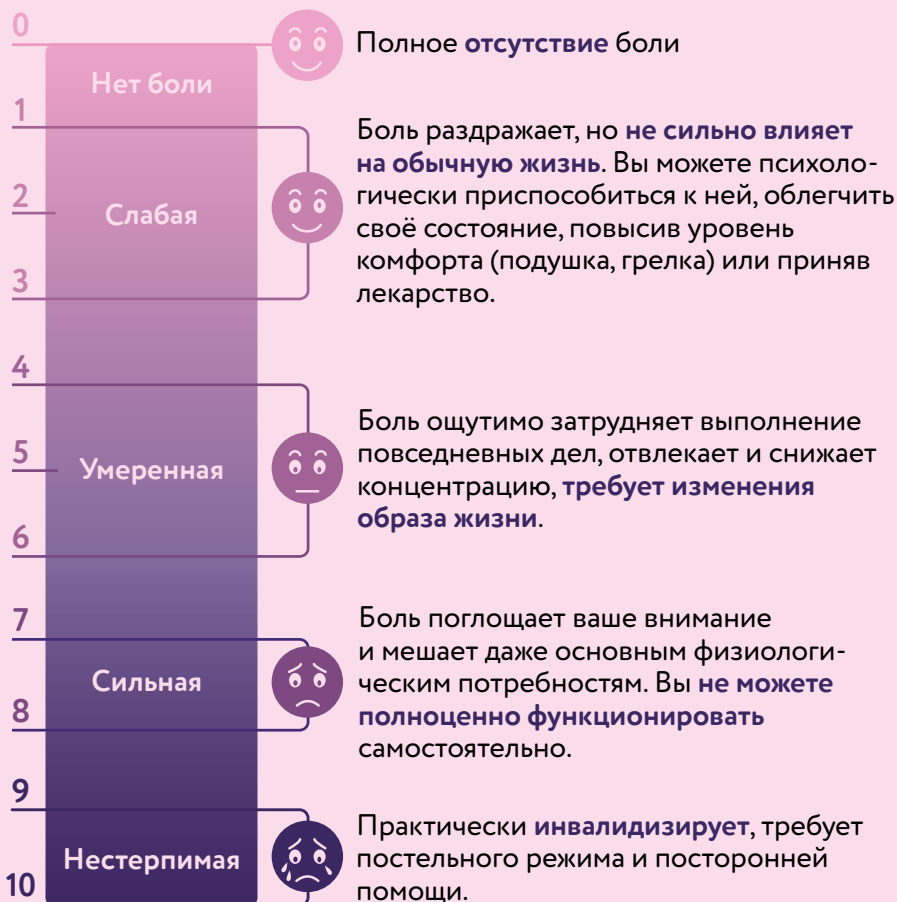 0
Полное отсутствие боли
Нет боли
1
Боль раздражает, но не сильно влияет
на обычную жизнь. Вы можете психоло-
гически приспособиться к ней, облегчить
своё состояние, повысив уровень
комфорта (подушка, грелка) или приняв
лекарство.
2
Слабая
3
4
Боль ощутимо затрудняет выполнение
повседневных дел, отвлекает и снижает
концентрацию, требует изменения
образа жизни.
5
Умеренная
6
7
Боль поглощает ваше внимание
и мешает даже основным физиологи-
ческим потребностям. Вы не можете
полноценно функционировать
самостоятельно.
Сильная
8
9
Практически инвалидизирует, требует
постельного режима и посторонней
помощи.
Нестерпимая
10